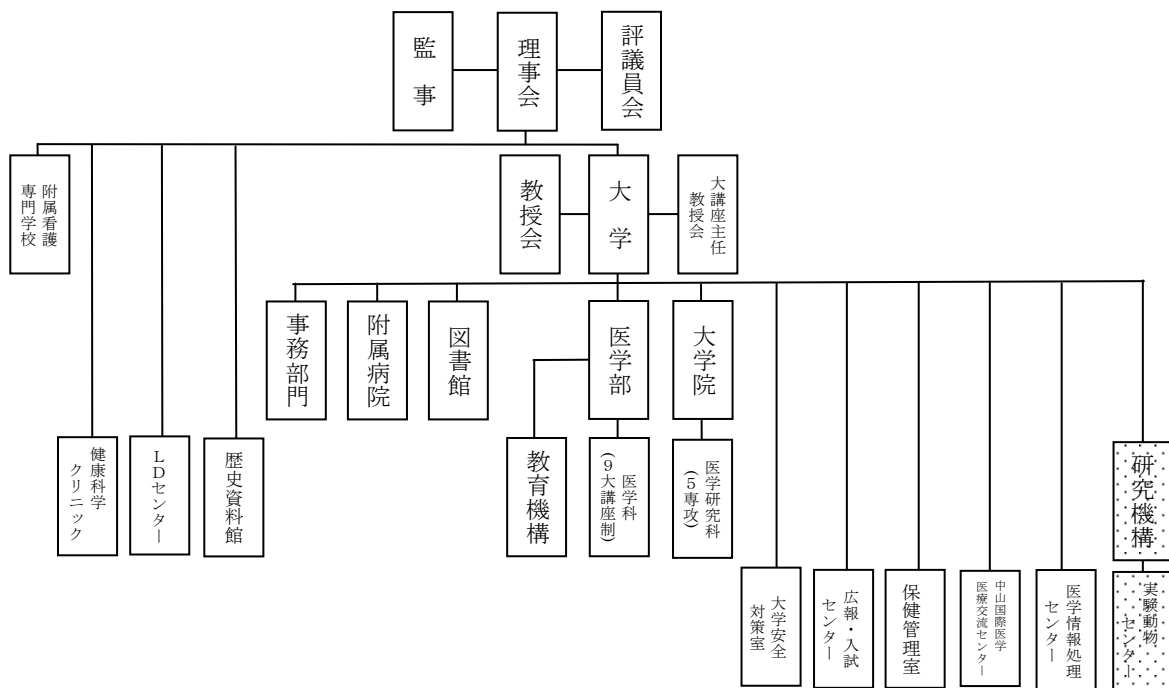 監事
理事会
評議員会
附属看護
専門学校
教授会
大学
大講座主任
教授会
事務部門
附属病院
図書館
医学部
大学院
健康科学
クリニック
LDセンター
歴史資料館
教育機構
医学科
(9大講座制)
医学研究科
(5専攻)
研究機構
大学安全
対策室
広報・入試
センター
保健管理室
中山国際医学
医療交流センター
医学情報処理
センター
実験動物
センター